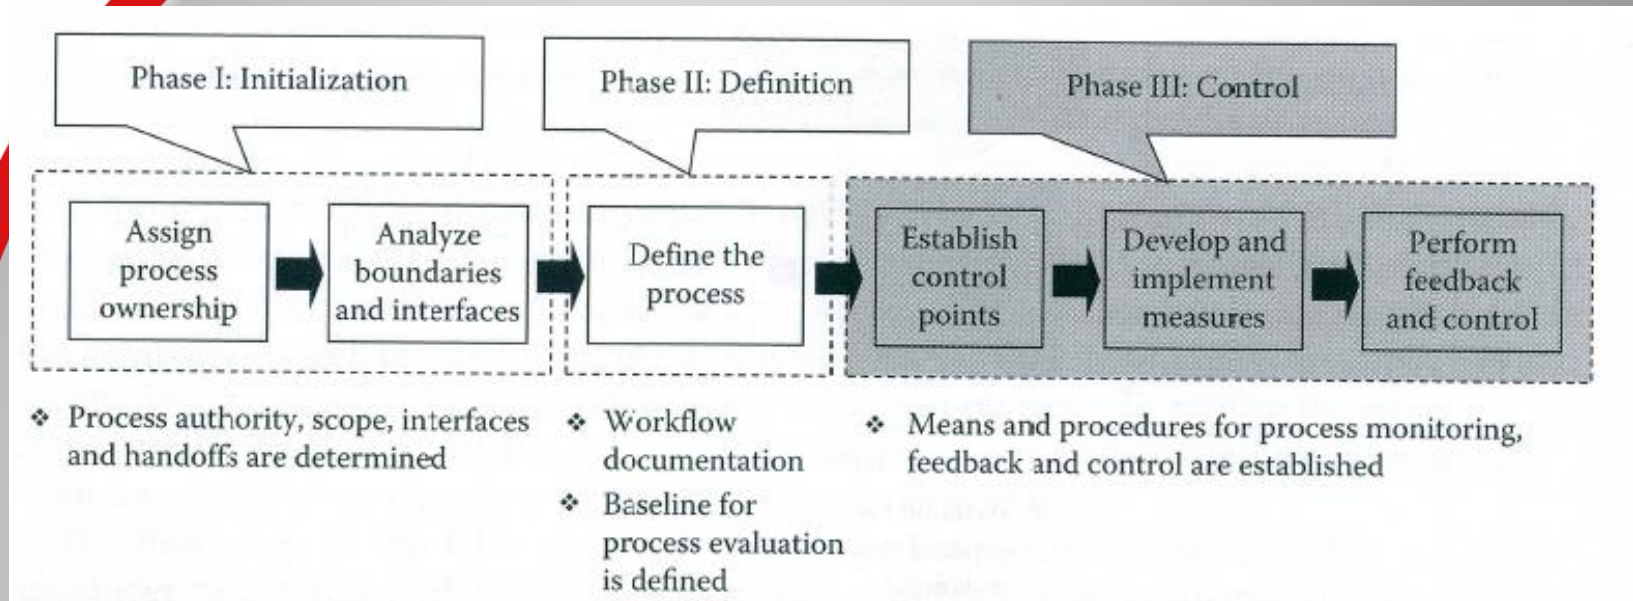 Phase I: Initialization
Phase II: Definition
Phase III: Control
Assign
process
ownership
Analyze
boundaries
and interfaces
Define the
process
Establish
control
points
Develop and
implement
measures
Perform
feedback
and control
❖ Process authority, scope, interfaces
and handoffs are determined
❖ Workflow
documentation
❖ Baseline for
process evaluation
is defined
❖ Means and procedures for process monitoring,
feedback and control are established